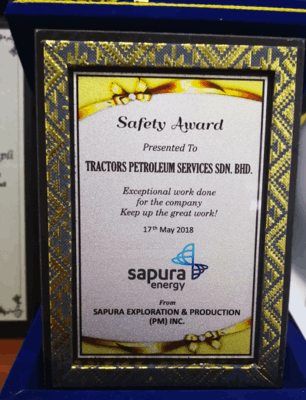 Safety Award
Presented To
TRACTORS PETROLEUM SERVICES SDN. BHD.
Exceptional work done
for the company
Keep up the great work!
17th May 2018
sapura
energy
From
SAPURA EXPLORATION & PRODUCTION
(PM) INC.